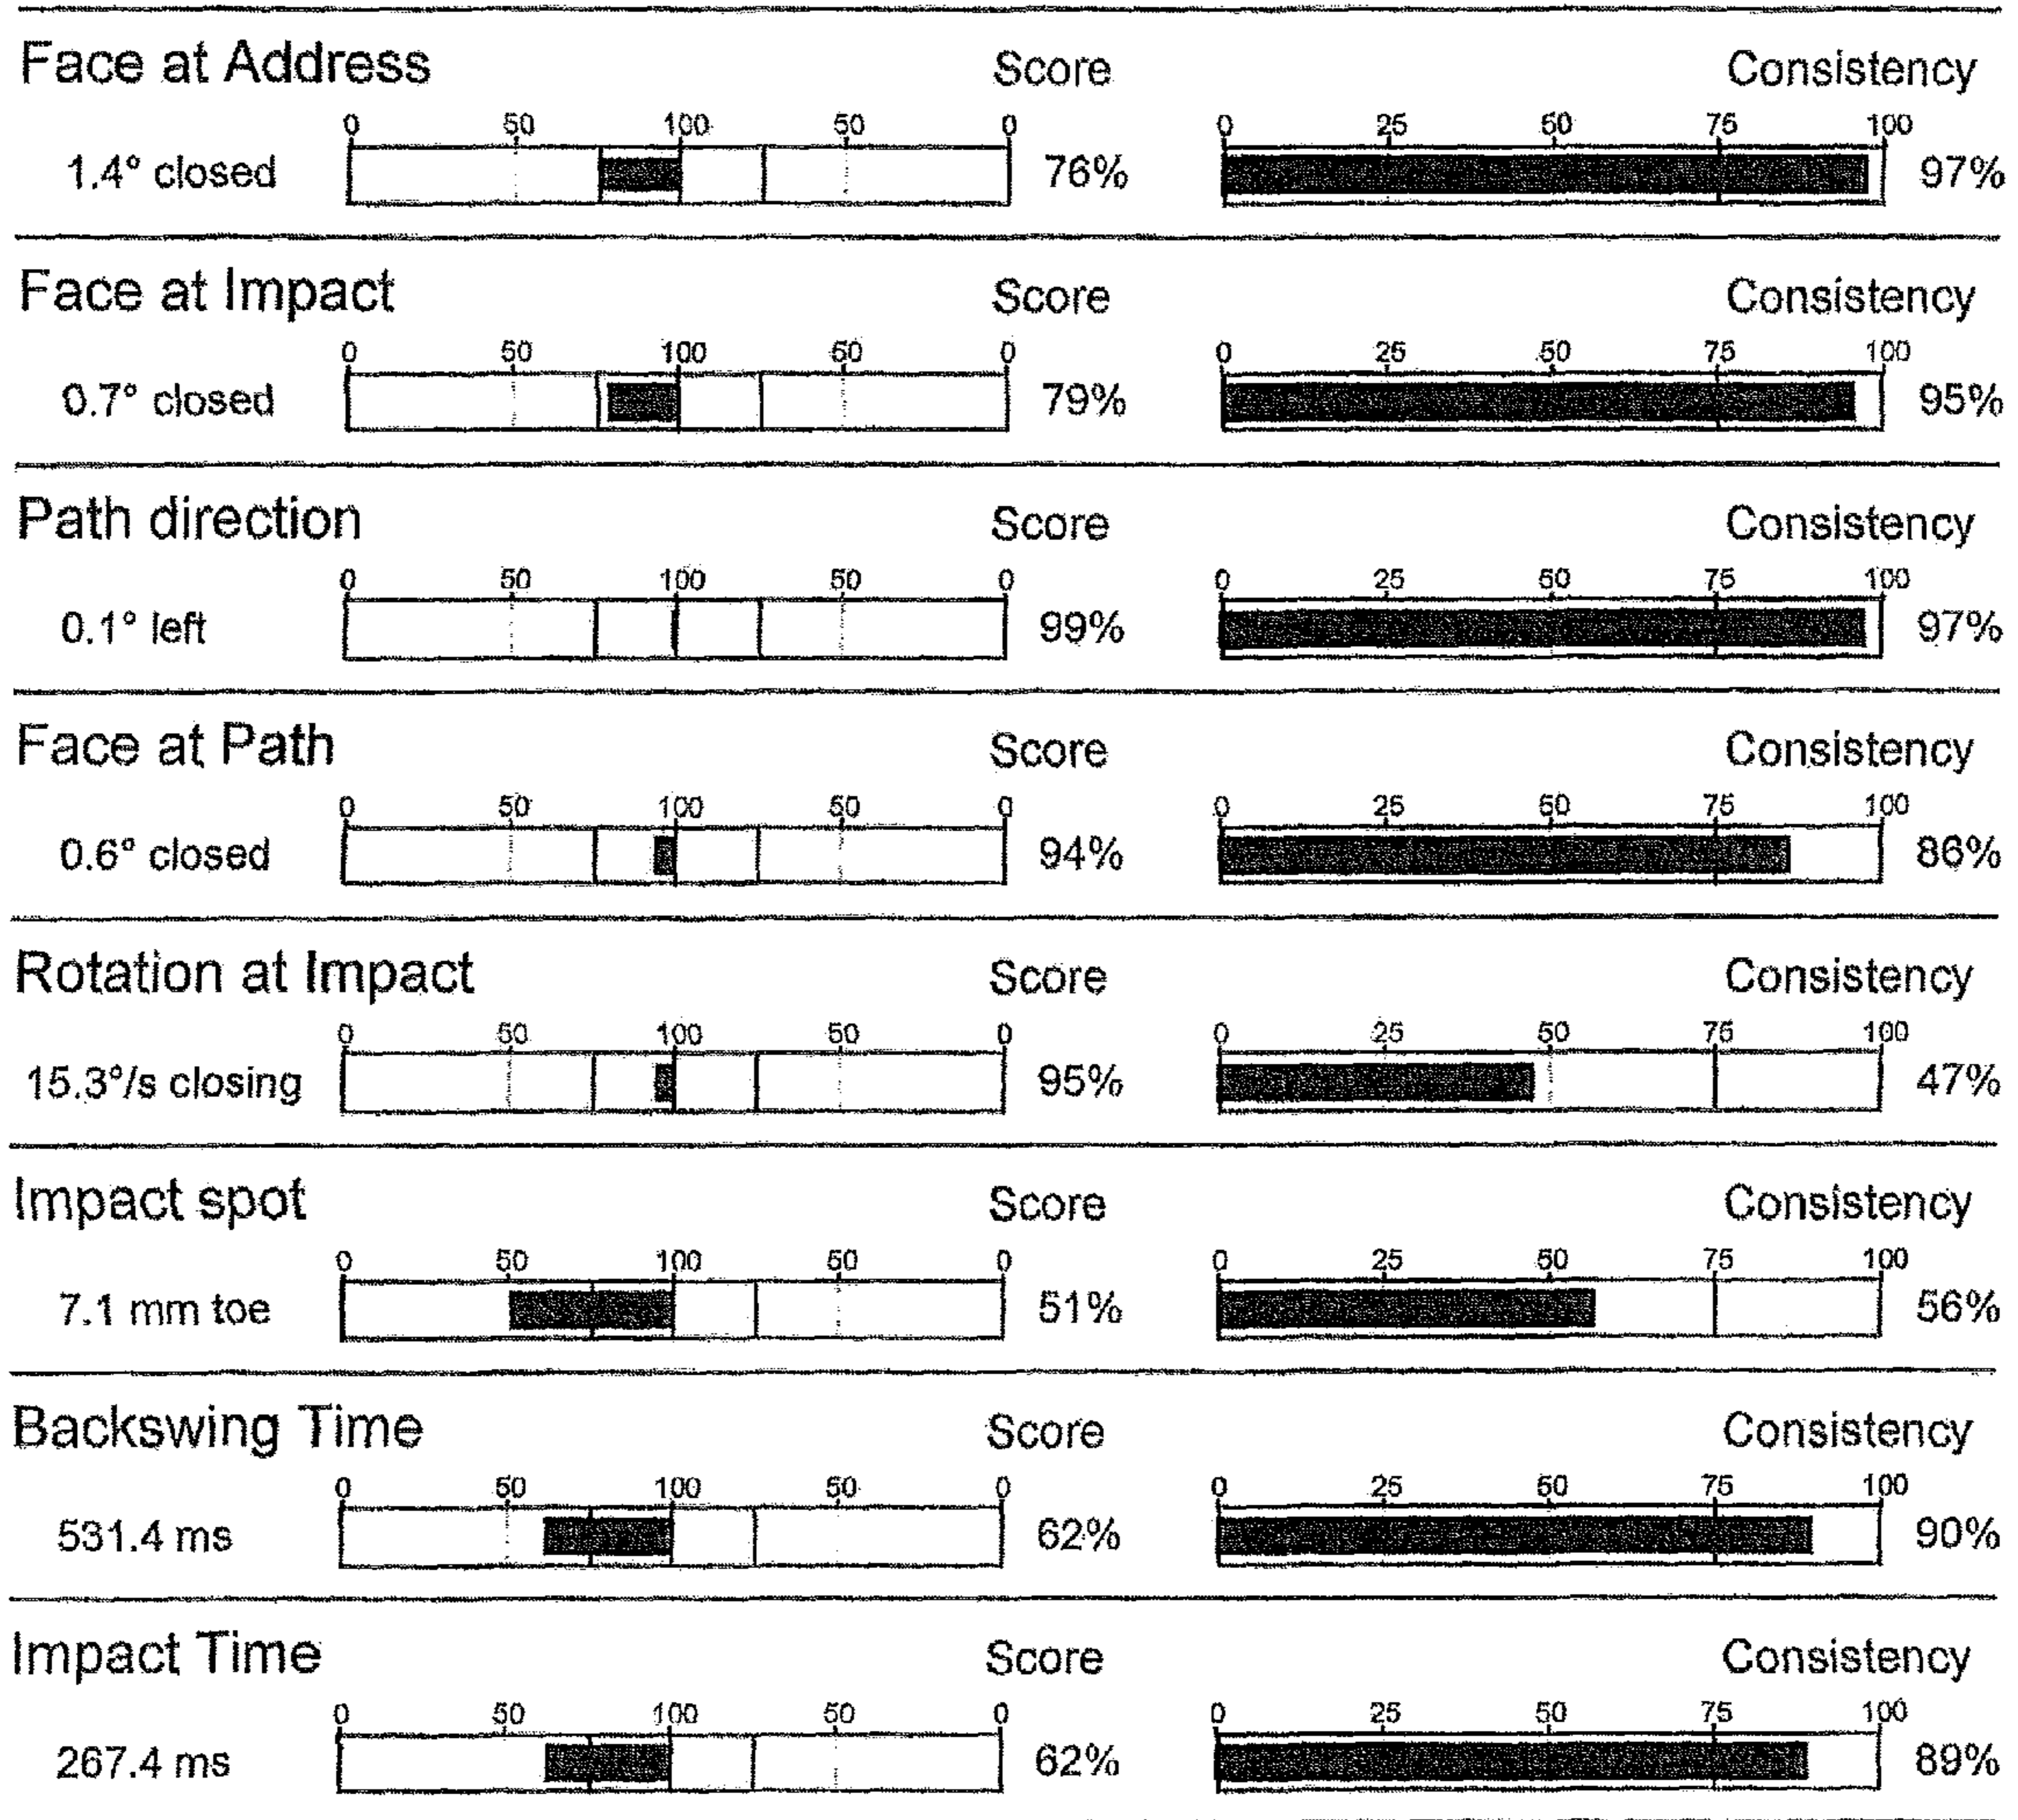 Face at Address Score Consistency
0 50 100 50 0 0 25 50 75 100
1.4° closed 76% 97%
Face at Impact Score Consistency
0 50 100 50 0 0 25 50 75 100
0.7° closed 79% 95%
Path direction Score Consistency
0 50 100 50 0 0 25 50 75 100
0.1° left 99% 97%
Face at Path Score Consistency
0 50 100 50 0 0 25 50 75 100
0.6° closed 94% 86%
Rotation at Impact Score Consistency
0 50 100 50 0 0 25 50 75 100
15.3°/s closing 95% 47%
Impact spot Score Consistency
0 50 100 50 0 0 25 50 75 100
7.1 mm toe 51% 56%
Backswing Time Score Consistency
0 50 100 50 0 0 25 50 75 100
531.4 ms 62% 90%
Impact Time Score Consistency
0 50 100 50 0 0 25 50 75 100
267.4 ms 62% 89%